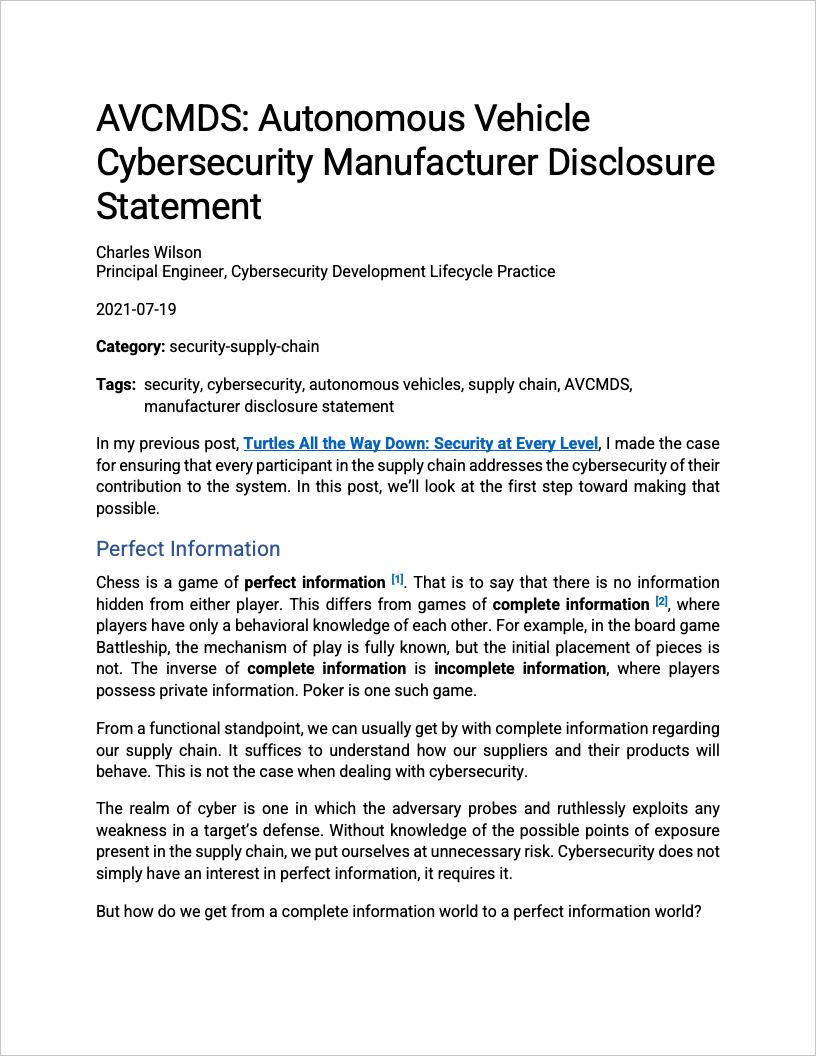 AVCMDS: Autonomous Vehicle
Cybersecurity Manufacturer Disclosure
Statement
Charles Wilson
Principal Engineer, Cybersecurity Development Lifecycle Practice
2021-07-19
Category: security-supply-chain
Tags: security, cybersecurity, autonomous vehicles, supply chain, AVCMDS,
manufacturer disclosure statement
In my previous post, Turtles All the Way Down: Security at Every Level, I made the case
for ensuring that every participant in the supply chain addresses the cybersecurity of their
contribution to the system. In this post, we’ll look at the first step toward making that
possible.
Perfect Information
Chess is a game of perfect information [1]. That is to say that there is no information
hidden from either player. This differs from games of complete information [2], where
players have only a behavioral knowledge of each other. For example, in the board game
Battleship, the mechanism of play is fully known, but the initial placement of pieces is
not. The inverse of complete information is incomplete information, where players
possess private information. Poker is one such game.
From a functional standpoint, we can usually get by with complete information regarding
our supply chain. It suffices to understand how our suppliers and their products will
behave. This is not the case when dealing with cybersecurity.
The realm of cyber is one in which the adversary probes and ruthlessly exploits any
weakness in a target’s defense. Without knowledge of the possible points of exposure
present in the supply chain, we put ourselves at unnecessary risk. Cybersecurity does not
simply have an interest in perfect information, it requires it.
But how do we get from a complete information world to a perfect information world?